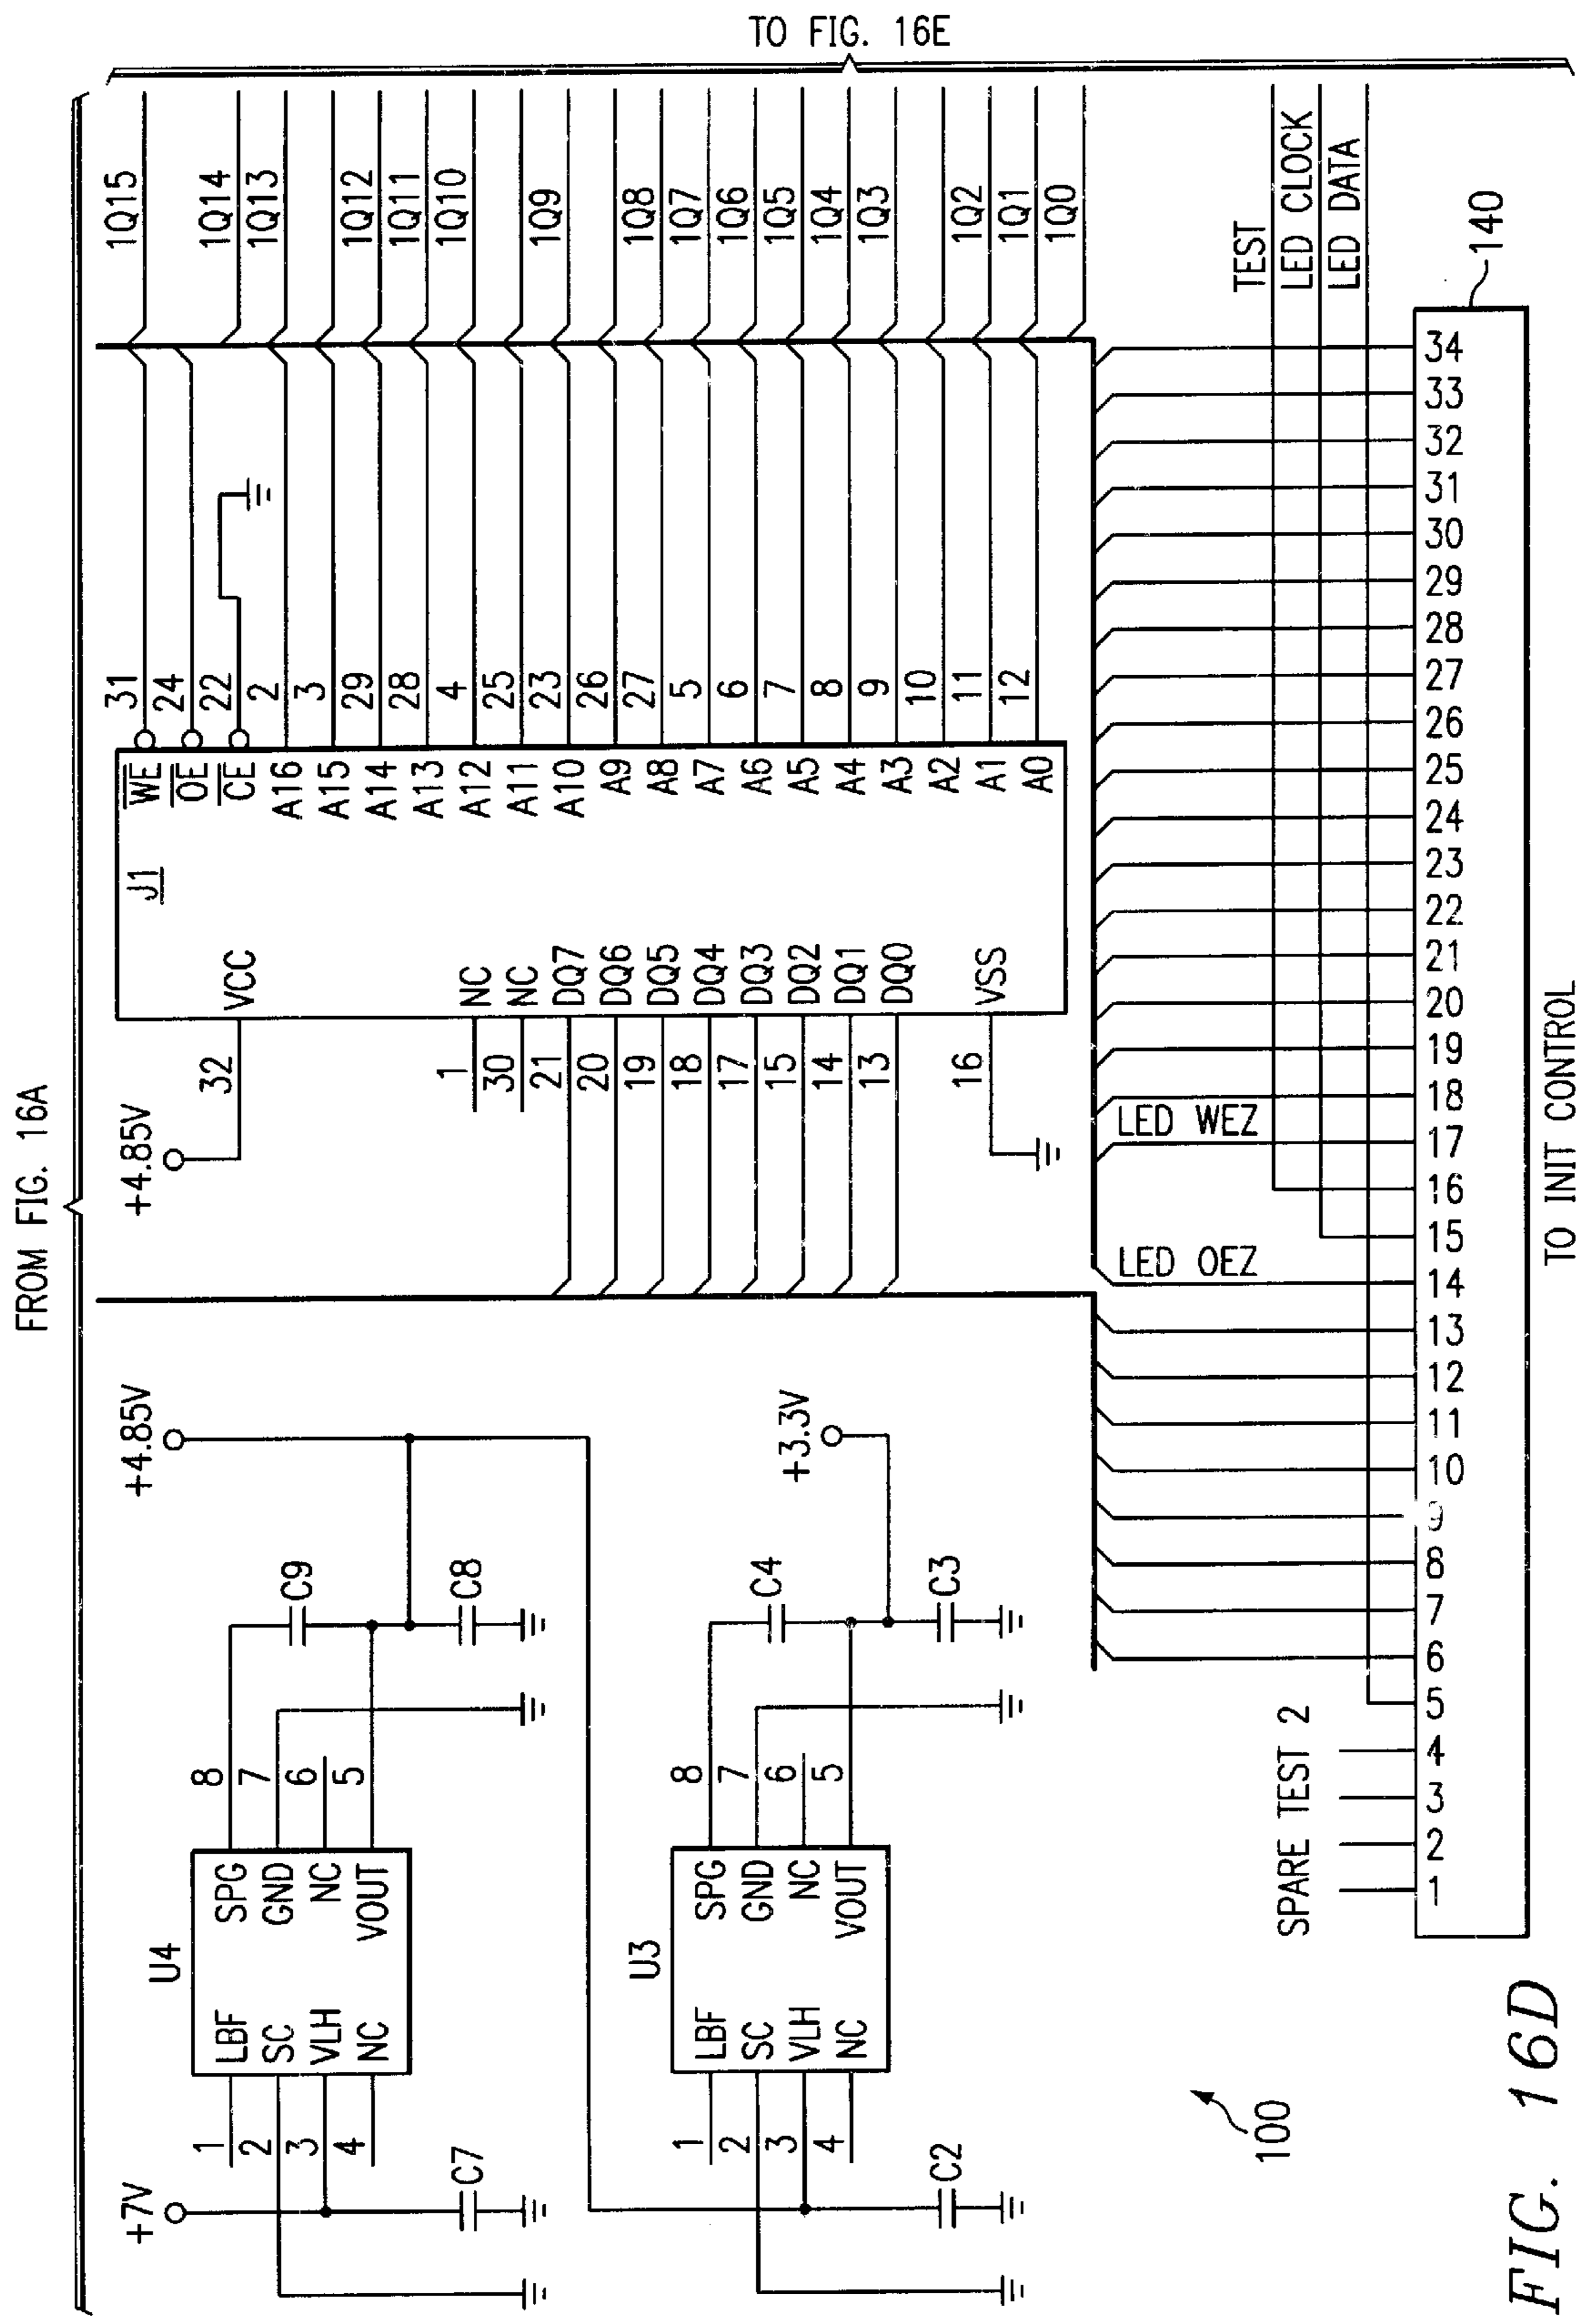 FROM FIG. 16A
TO FIG. 16E
+7V
C7
U4
LBF
SC
VLH
NC
SPG
GND
NC
VOUT
1
2
3
4
8
7
6
5
C9
C8
+4.85V
U3
LBF
SC
VLH
NC
SPG
GND
NC
VOUT
1
2
3
4
8
7
6
5
C2
C4
C3
+3.3V
+4.85V
J1
VCC
NC
NC
DQ7
DQ6
DQ5
DQ4
DQ3
DQ2
DQ1
DQ0
VSS
32
1
30
21
20
19
18
17
15
14
13
16
WE
OE
CE
A16
A15
A14
A13
A12
A11
A10
A9
A8
A7
A6
A5
A4
A3
A2
A1
A0
31
24
22
2
3
29
28
4
25
23
26
27
5
6
7
8
9
10
11
12
1Q15
1Q14
1Q13
1Q12
1Q11
1Q10
1Q9
1Q8
1Q7
1Q6
1Q5
1Q4
1Q3
1Q2
1Q1
1Q0
SPARE TEST 2
LED OEZ
LED WEZ
TEST
LED CLOCK
LED DATA
1 2 3 4 5 6 7 8 9 10 11 12 13 14 15 16 17 18 19 20 21 22 23 24 25 26 27 28 29 30 31 32 33 34
140
TO INIT CONTROL
100
FIG. 16D